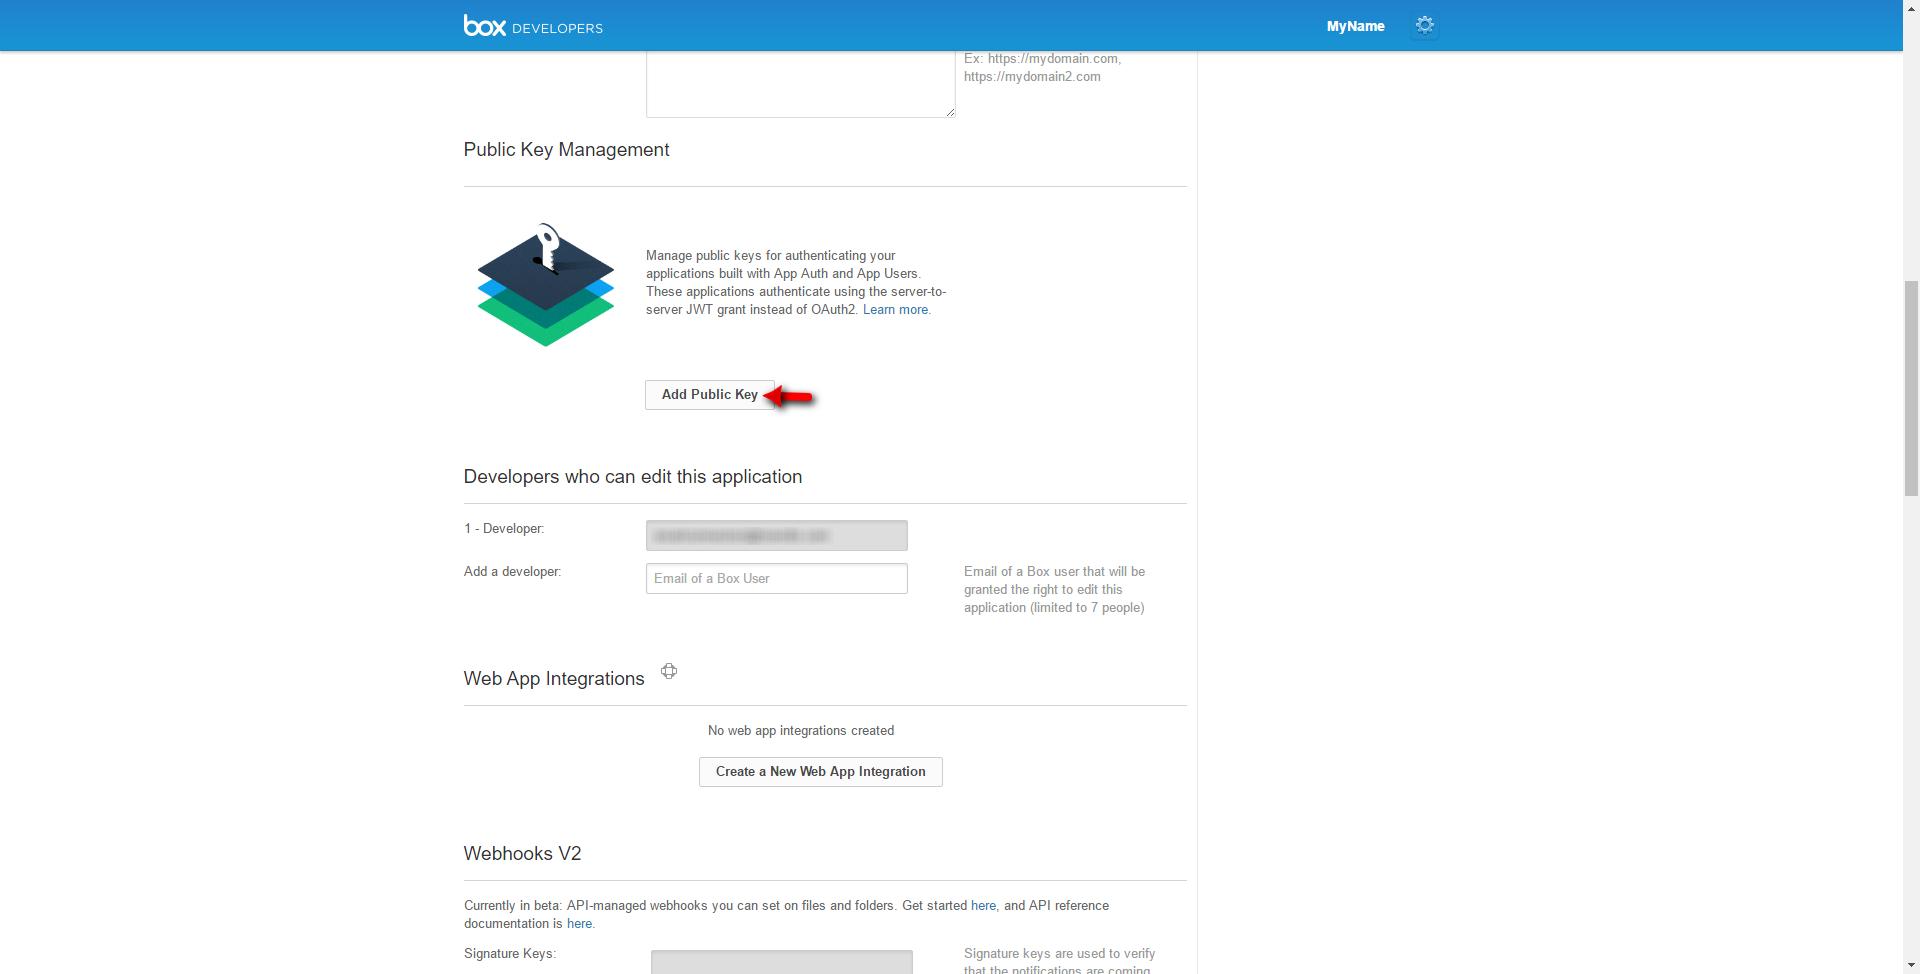 box DEVELOPERS
MyName
Ex: https://mydomain.com,
https://mydomain2.com
Public Key Management
Manage public keys for authenticating your
applications built with App Auth and App Users.
These applications authenticate using the server-to-
server JWT grant instead of OAuth2. Learn more.
Add Public Key
Developers who can edit this application
1 - Developer:
Add a developer:
Email of a Box User
Email of a Box user that will be
granted the right to edit this
application (limited to 7 people)
Web App Integrations
No web app integrations created
Create a New Web App Integration
Webhooks V2
Currently in beta: API-managed webhooks you can set on files and folders. Get started here, and API reference
documentation is here.
Signature Keys:
Signature keys are used to verify
that the notifications are coming